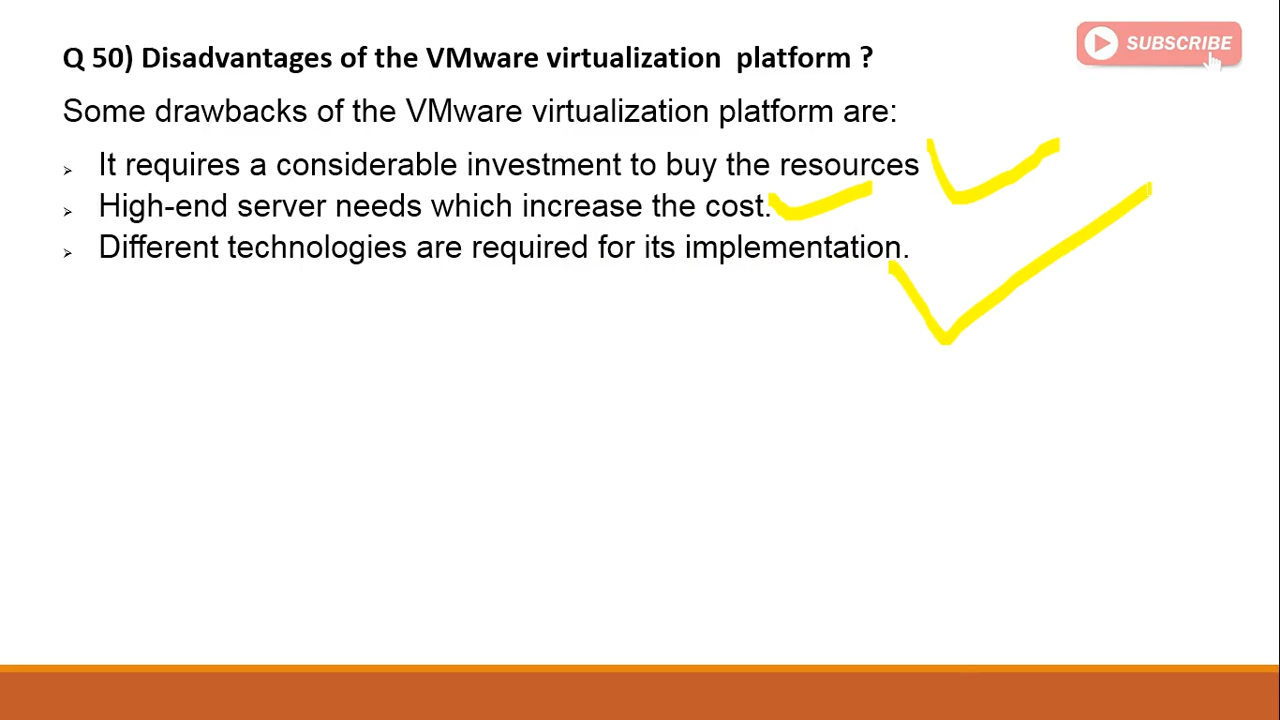 Q 50) Disadvantages of the VMware virtualization platform ?
SUBSCRIBE
Some drawbacks of the VMware virtualization platform are:
It requires a considerable investment to buy the resources
High-end server needs which increase the cost.
Different technologies are required for its implementation.